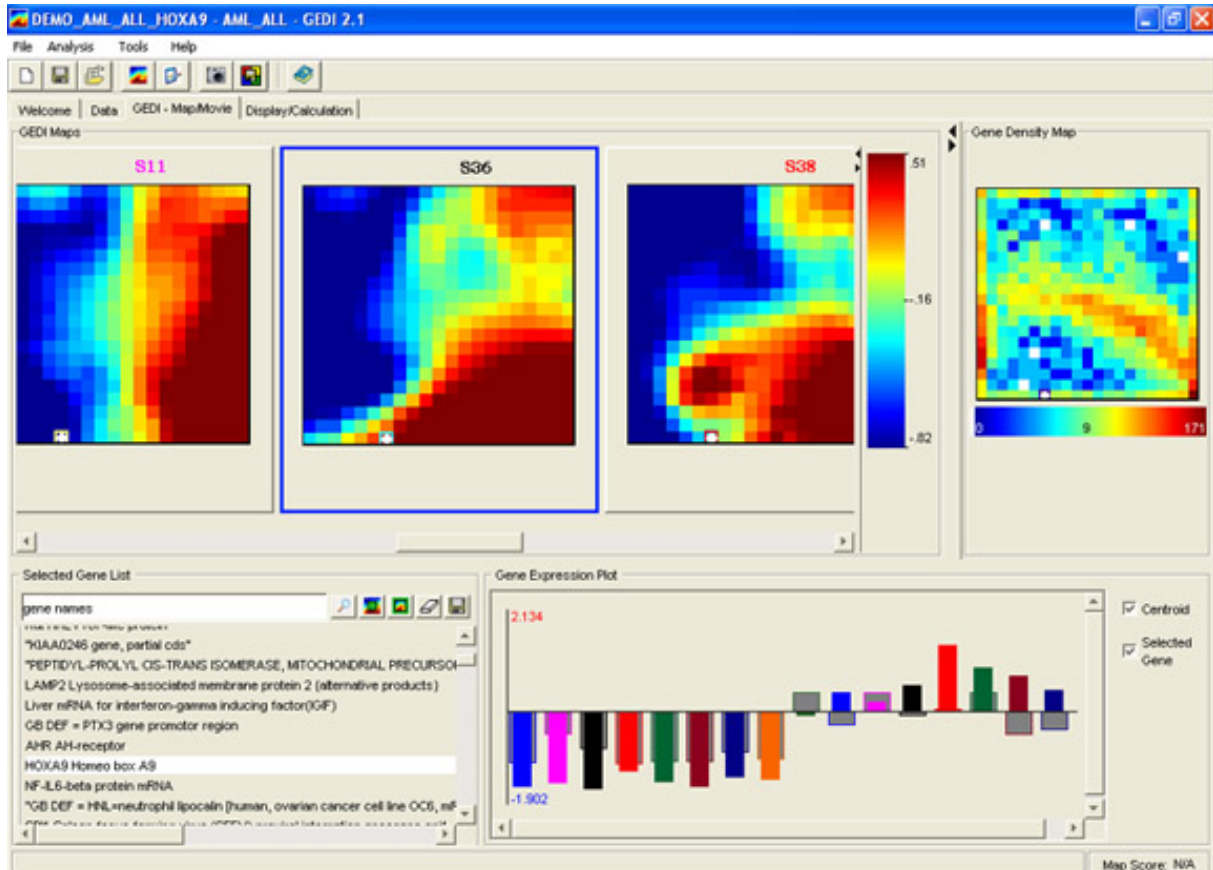 DEMO_AML_ALL_HOXA9 - AML_ALL - GEDI 2.1
File Analysis Tools Help
Welcome Data GEDI - Map/Movie Display/Calculation
GEDI Maps
Gene Density Map
S11 S36 S38
.51
-.16
-.82
0 9 171
Selected Gene List
gene names
"KIAA0246 gene, partial cds"
"PEPTIDYL-PROLYL CIS-TRANS ISOMERASE, MITOCHONDRIAL PRECURSO
LAMP2 Lysosome-associated membrane protein 2 (alternative products)
Liver mRNA for interferon-gamma inducing factor(IGIF)
GB DEF = PTX3 gene promotor region
AHR AH-receptor
HOXA9 Homeo box A9
NF-IL6-beta protein mRNA
"GB DEF = HNL=neutrophil lipocalin [human, ovarian cancer cell line OC6, mR
Gene Expression Plot
2.134
-1.902
Centroid
Selected
Gene
Map Score: N/A